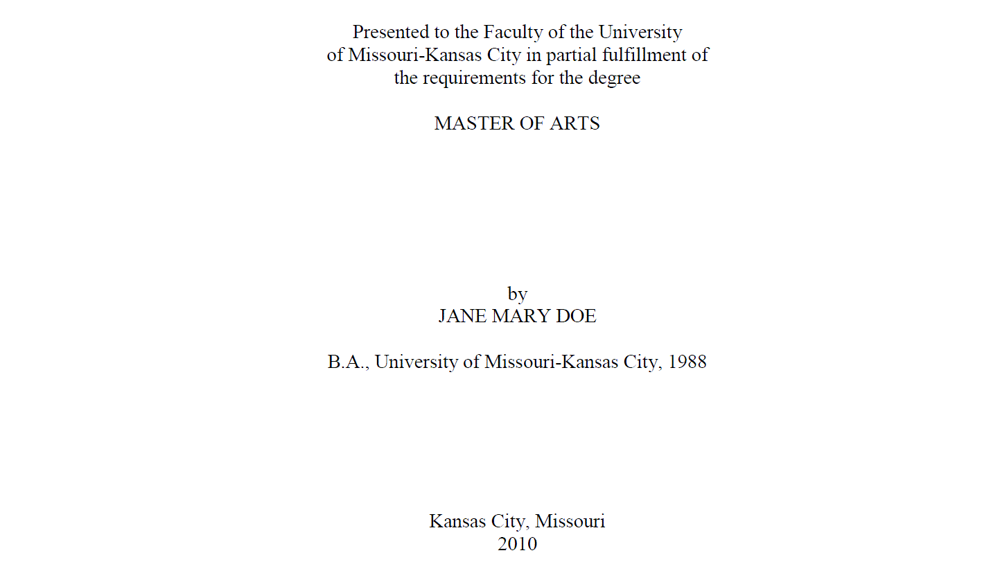 Presented to the Faculty of the University
of Missouri-Kansas City in partial fulfillment of
the requirements for the degree
MASTER OF ARTS
by
JANE MARY DOE
B.A., University of Missouri-Kansas City, 1988
Kansas City, Missouri
2010